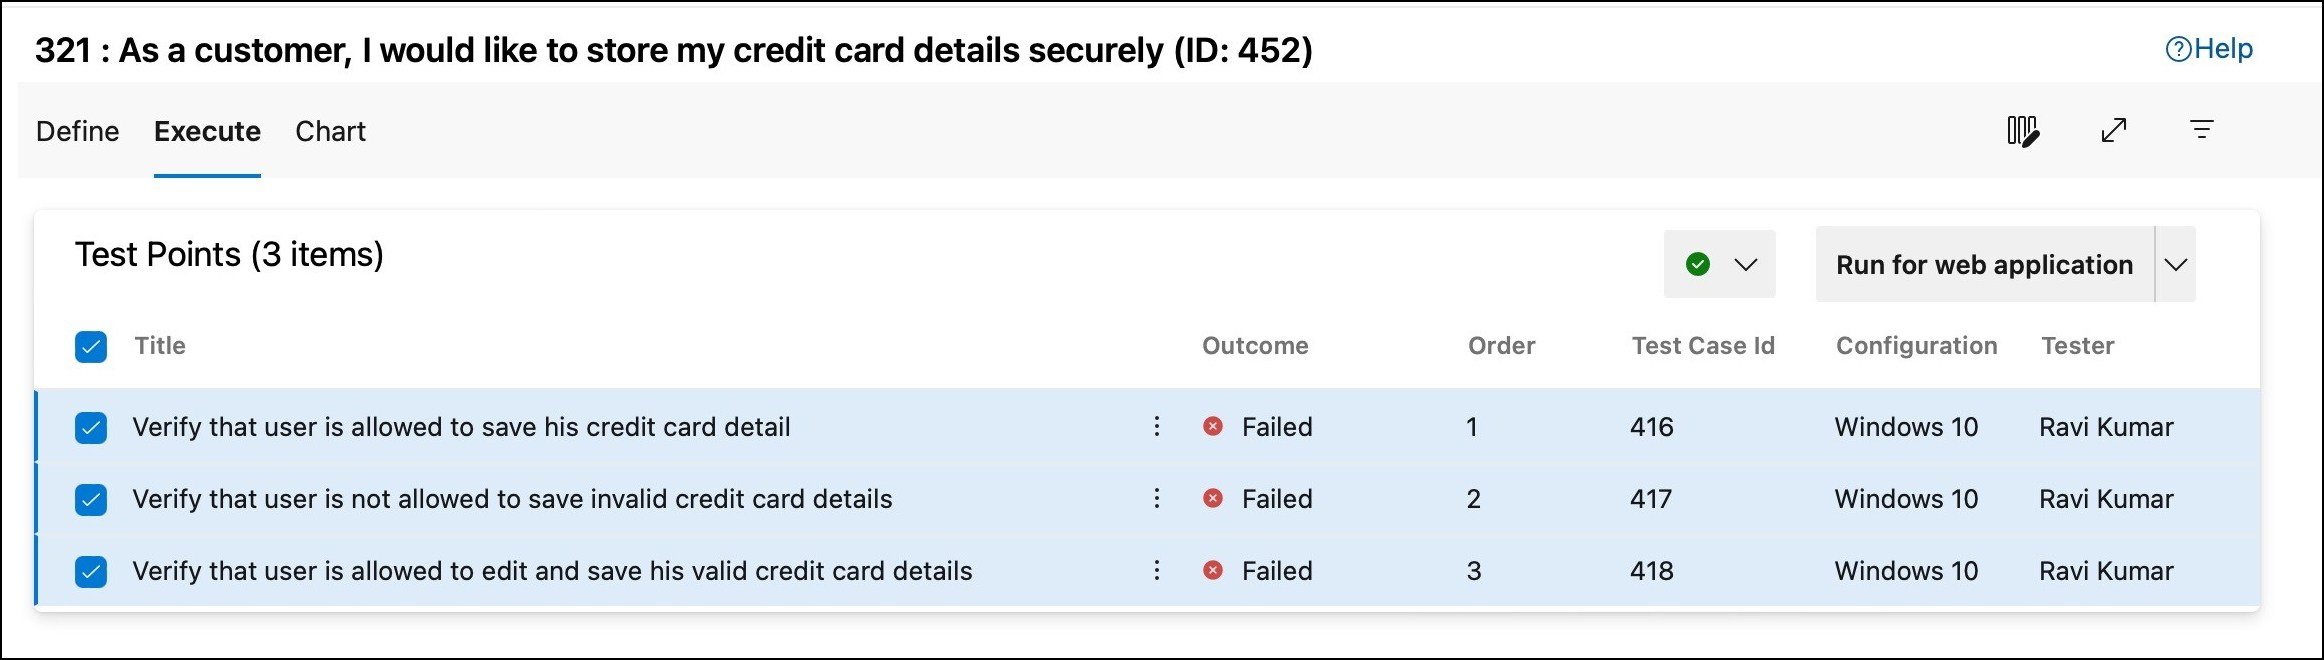 321 : As a customer, I would like to store my credit card details securely (ID: 452) Help
Define Execute Chart
Test Points (3 items) Run for web application
Title Outcome Order Test Case Id Configuration Tester
Verify that user is allowed to save his credit card detail Failed 1 416 Windows 10 Ravi Kumar
Verify that user is not allowed to save invalid credit card details Failed 2 417 Windows 10 Ravi Kumar
Verify that user is allowed to edit and save his valid credit card details Failed 3 418 Windows 10 Ravi Kumar